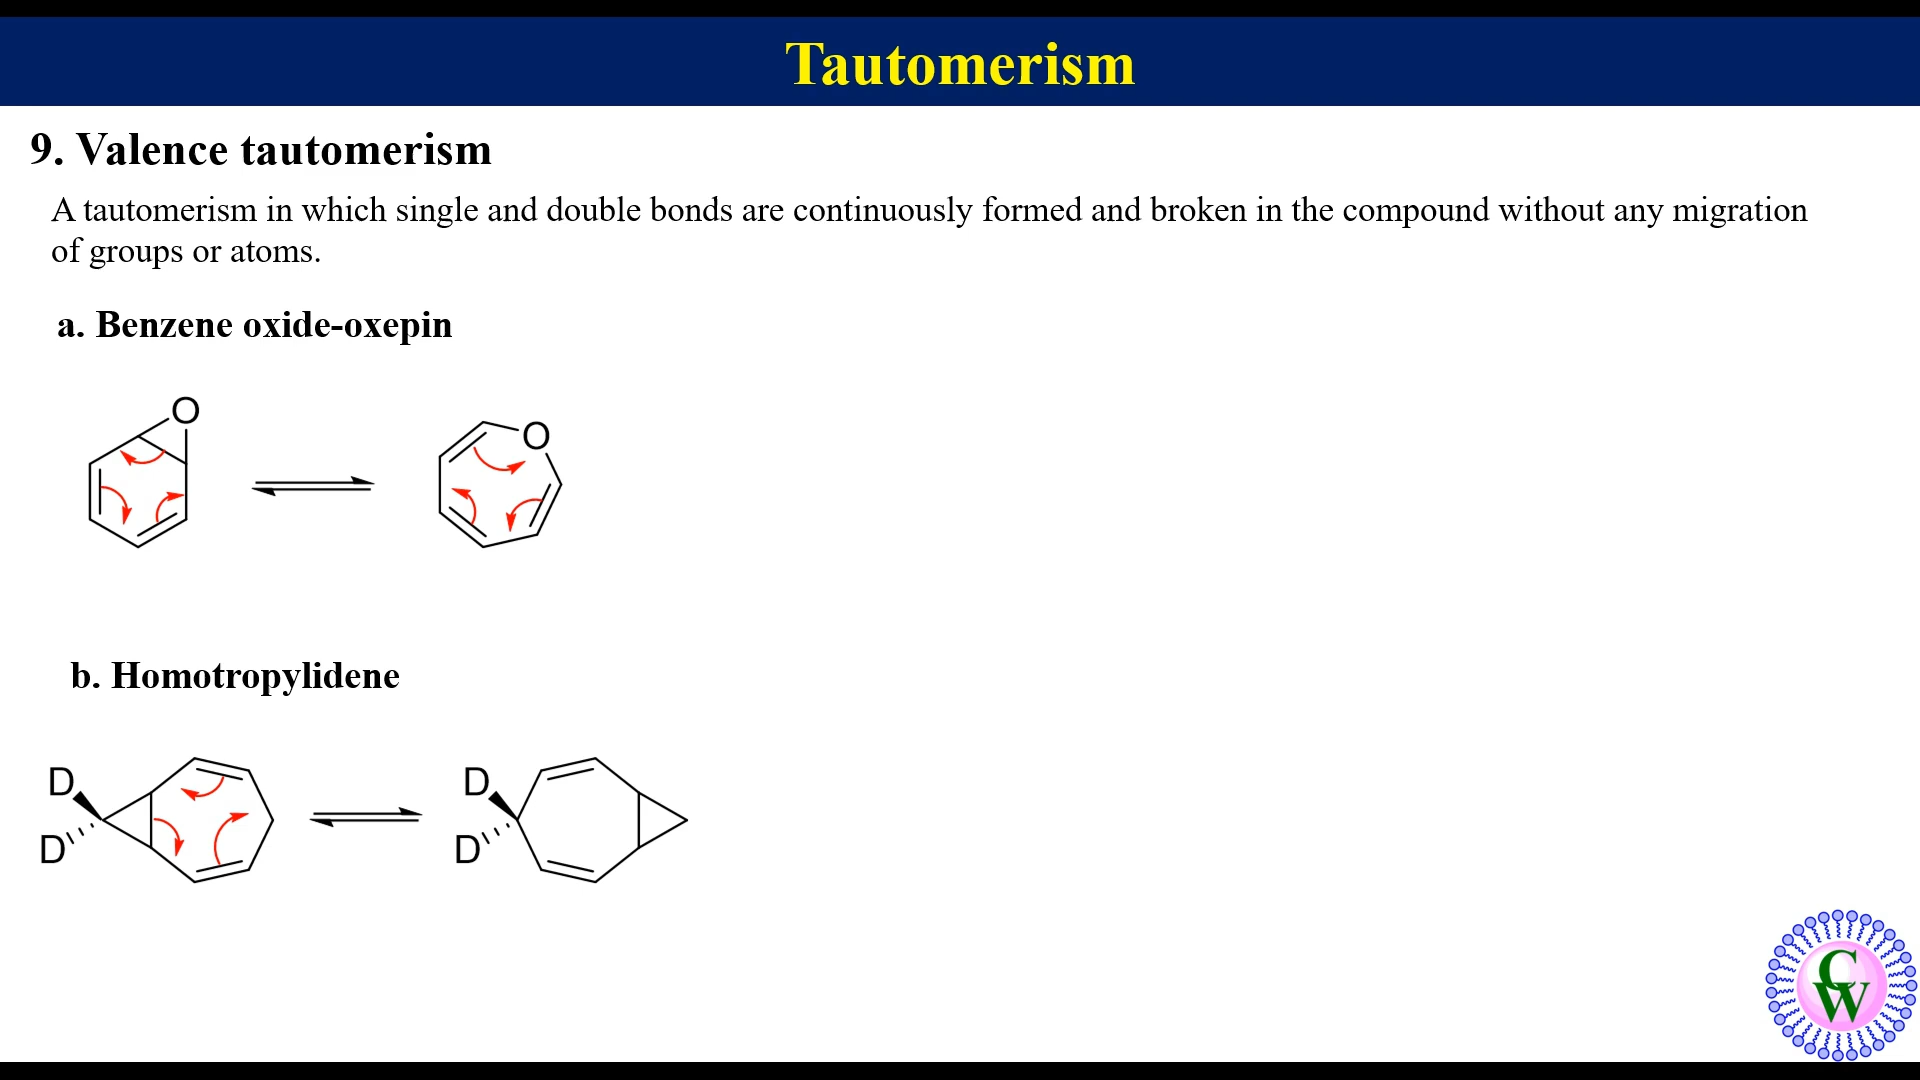 Tautomerism
9. Valence tautomerism
A tautomerism in which single and double bonds are continuously formed and broken in the compound without any migration
of groups or atoms.
a. Benzene oxide-oxepin
O
O
b. Homotropylidene
D
D
D
D
C
W